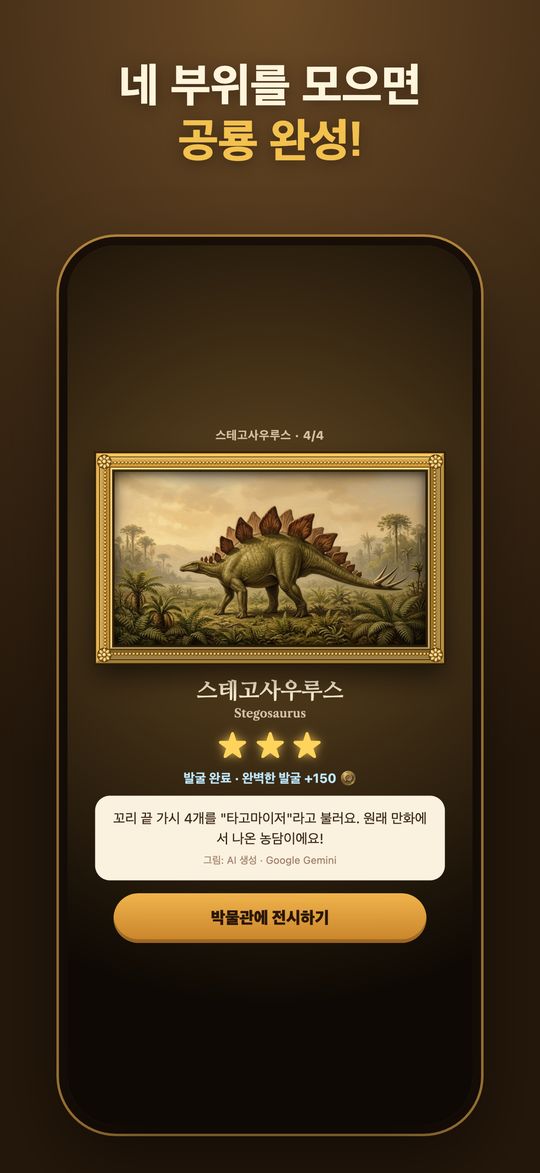 네 부위를 모으면
공룡 완성!
스테고사우루스 · 4/4
스테고사우루스
Stegosaurus
발굴 완료 · 완벽한 발굴 +150
꼬리 끝 가시 4개를 "타고마이저"라고 불러요. 원래 만화에
서 나온 농담이에요!
그림: AI 생성 · Google Gemini
박물관에 전시하기